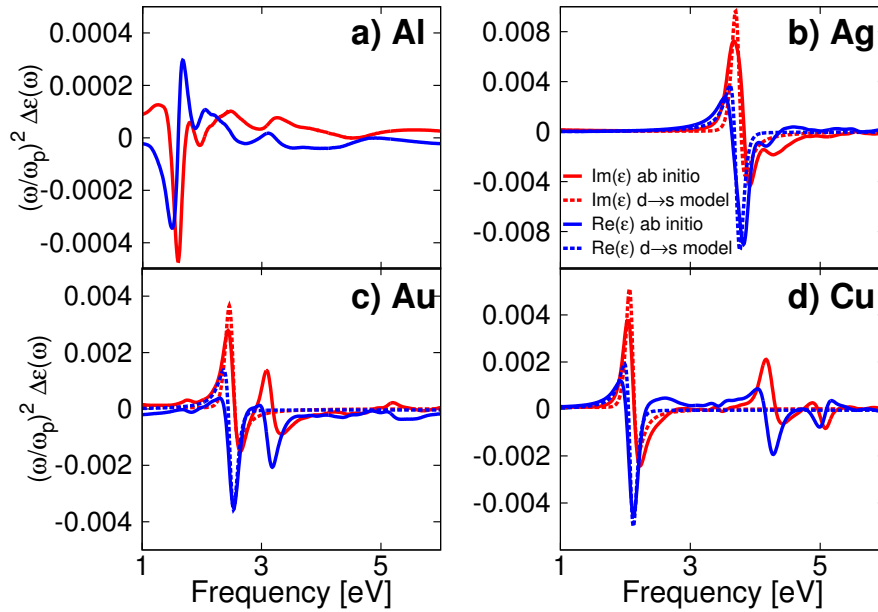 a) Al
0.0004
0.0002
0
-0.0002
-0.0004
(ω/ωp)² Δε(ω)
b) Ag
0.008
0.004
0.000
-0.004
-0.008
Im(ε) ab initio
Im(ε) d→s model
Re(ε) ab initio
Re(ε) d→s model
c) Au
0.004
0.002
0
-0.002
-0.004
(ω/ωp)² Δε(ω)
1
3
5
Frequency [eV]
d) Cu
0.004
0.002
0.000
-0.002
-0.004
1
3
5
Frequency [eV]